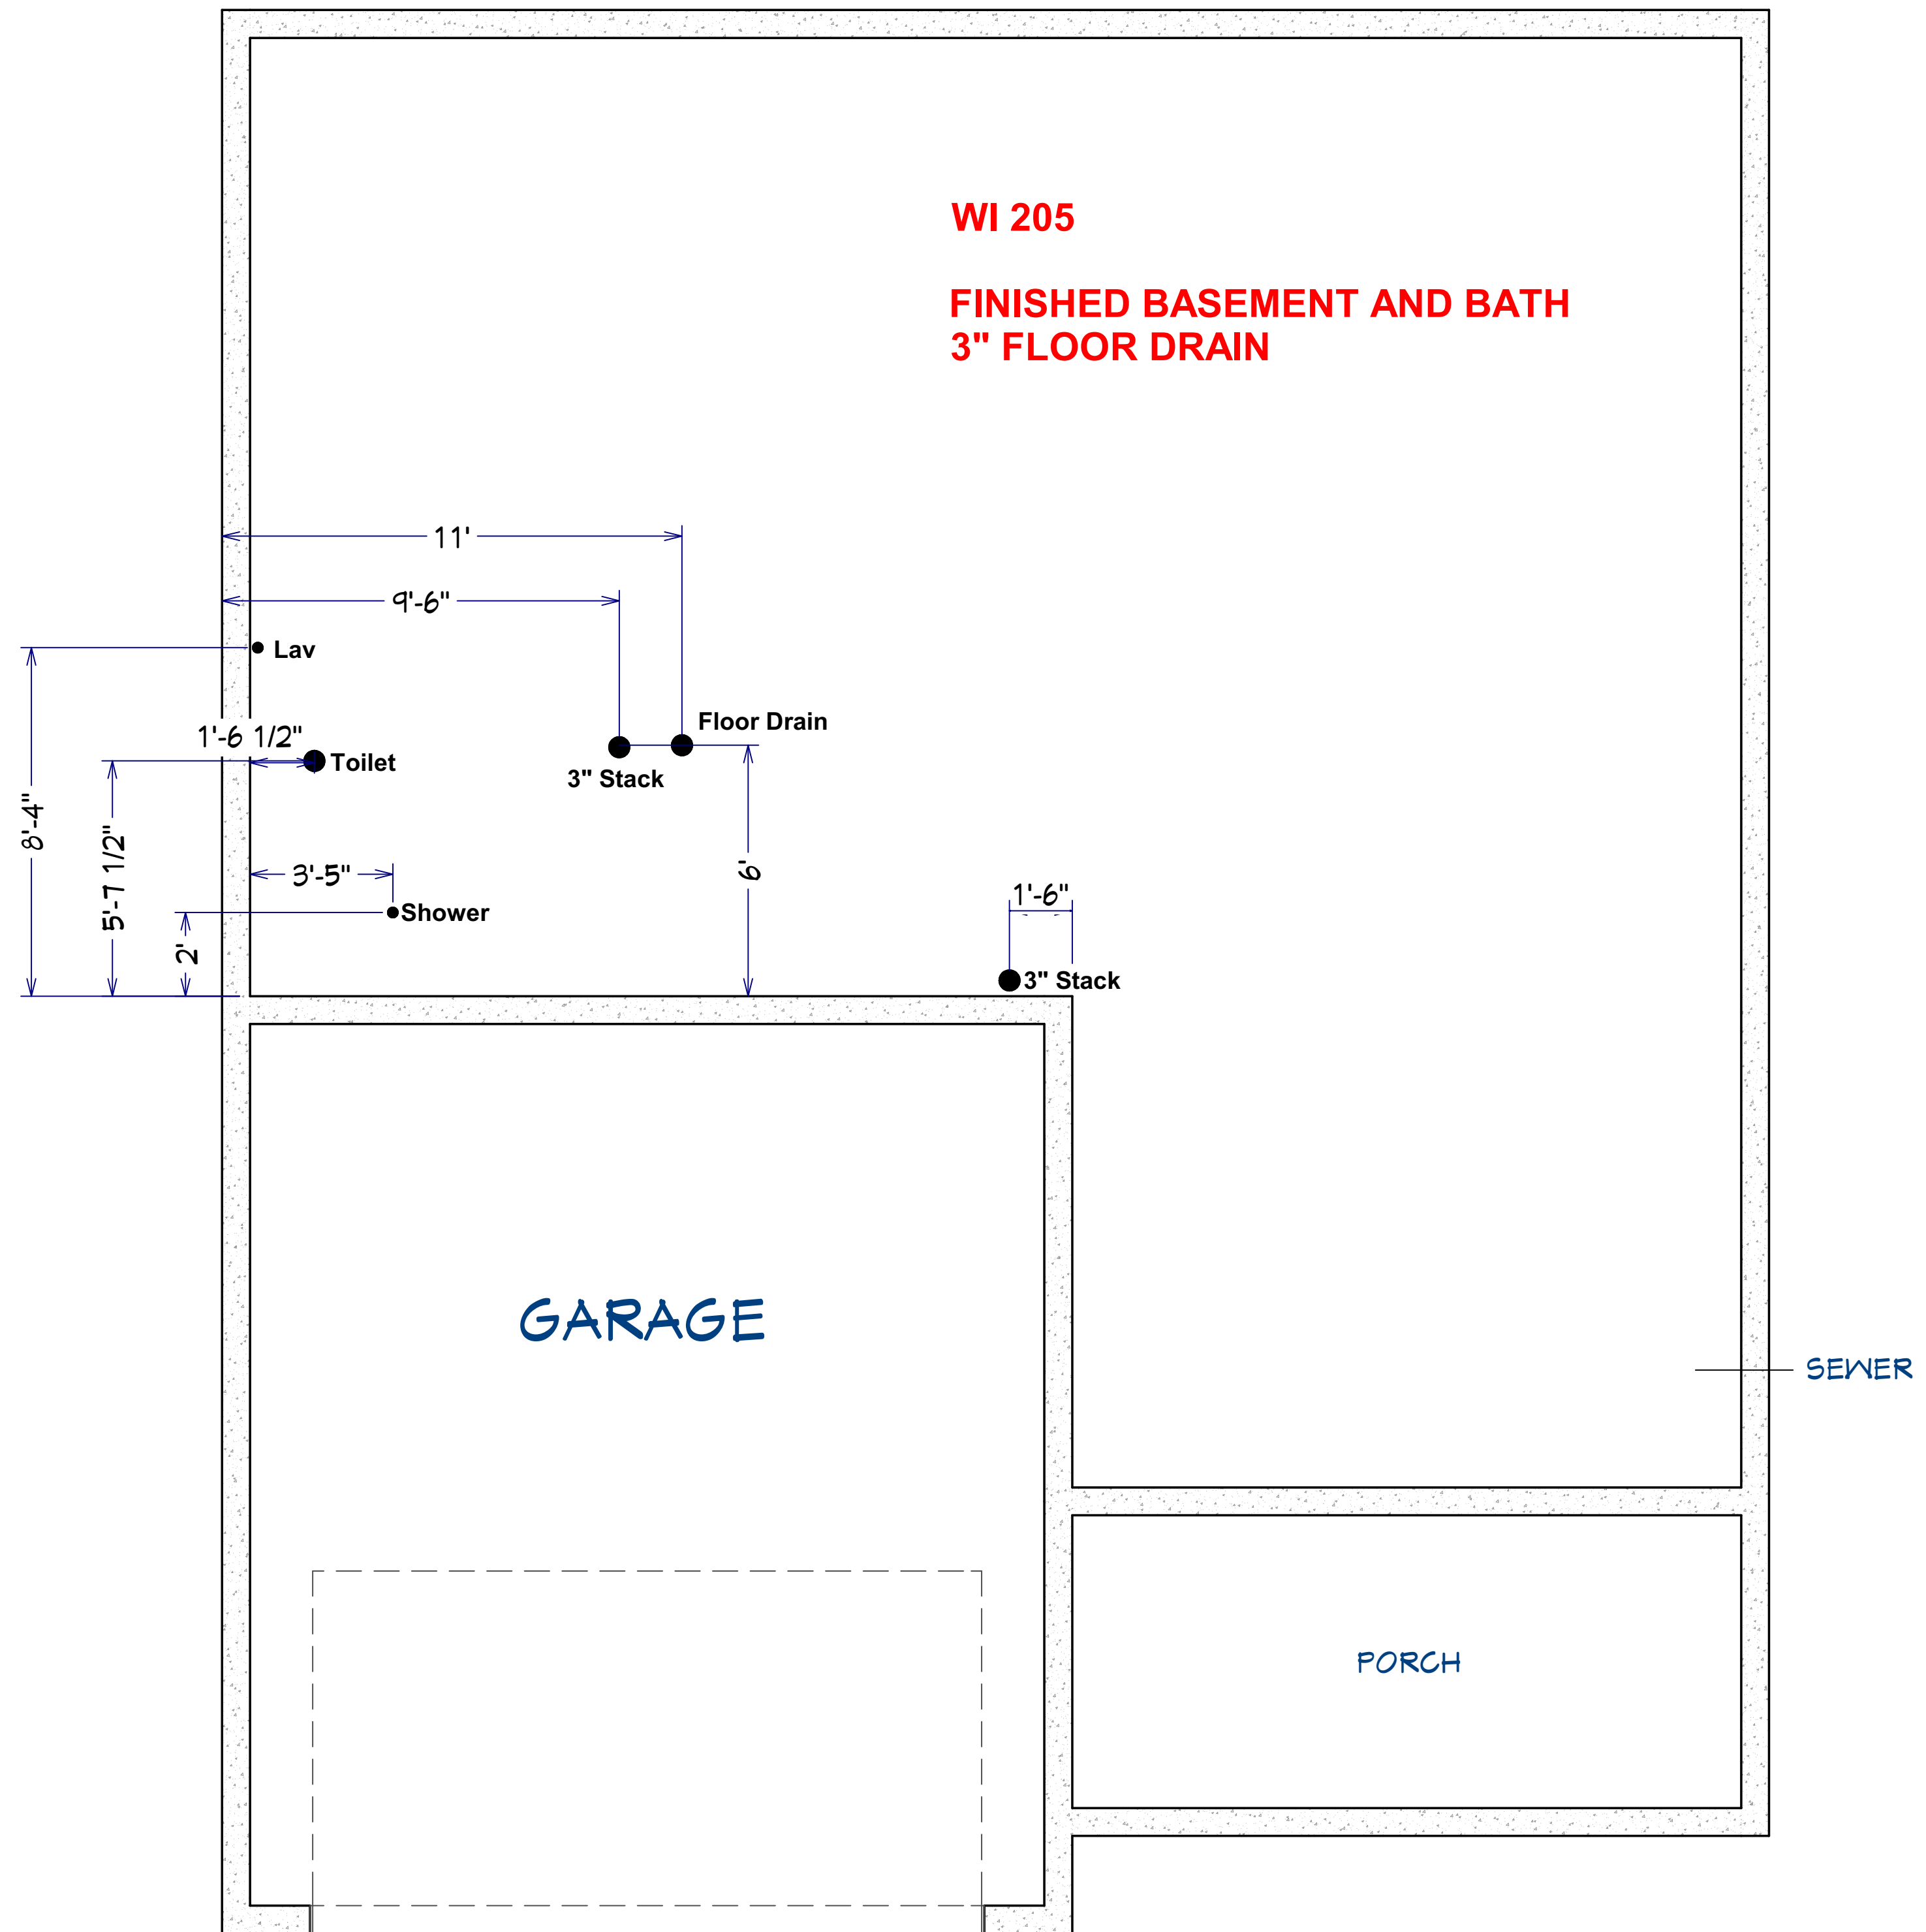 WI 205
FINISHED BASEMENT AND BATH
3" FLOOR DRAIN
11'
9'-6"
Lav
Floor Drain
1'-6 1/2"
Toilet
3" Stack
8'-4"
5'-7 1/2"
3'-5"
6'
1'-6"
Shower
2'
3" Stack
GARAGE
SEWER
PORCH